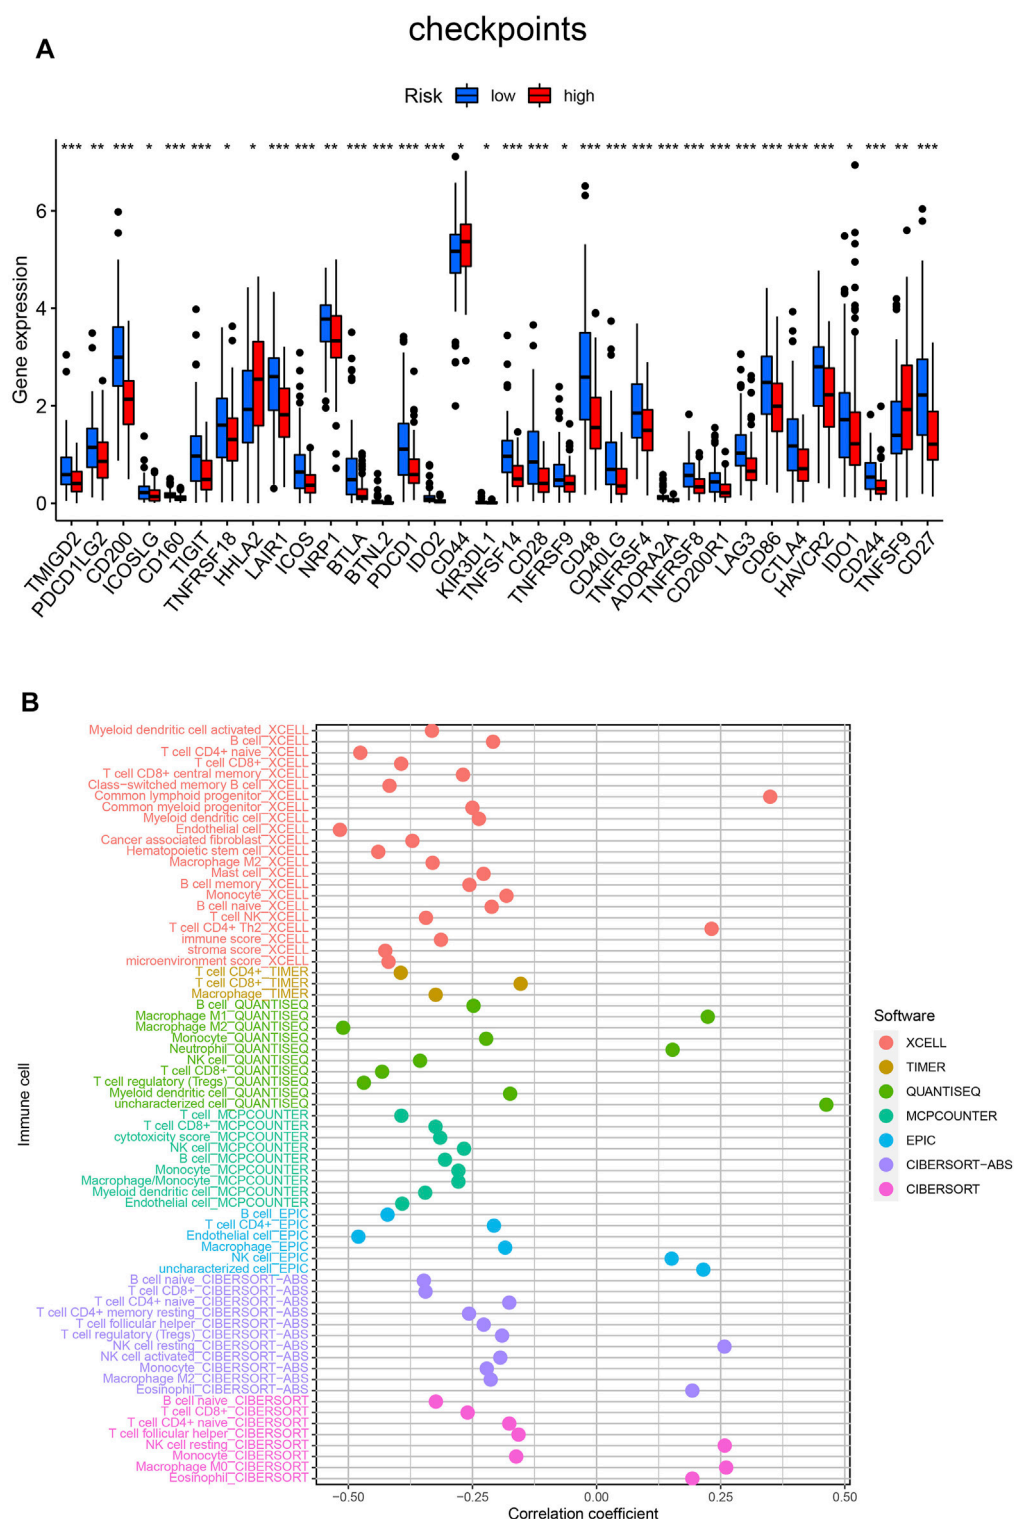 checkpoints
A
Risk low high
*** ** *** * *** *** * * *** *** ** *** *** *** *** * * *** *** * *** *** *** *** *** *** *** *** *** *** * *** ** ***
Gene expression
6
4
2
0
TMIGD2
PDCD1LG2
CD200
ICOSLG
CD160
TIGIT
TNFRSF18
HHLA2
LAIR1
ICOS
NRP1
BTLA
BTNL2
PDCD1
IDO2
CD44
KIR3DL1
TNFSF14
CD28
TNFRSF9
CD48
CD40LG
TNFRSF4
ADORA2A
TNFRSF8
CD200R1
LAG3
CD86
CTLA4
HAVCR2
IDO1
CD244
TNFSF9
CD27
B
Immune cell
Myeloid dendritic cell activated_XCELL
B cell_XCELL
T cell CD4+ naive_XCELL
T cell CD8+_XCELL
T cell CD8+ central memory_XCELL
Class−switched memory B cell_XCELL
Common lymphoid progenitor_XCELL
Common myeloid progenitor_XCELL
Myeloid dendritic cell_XCELL
Endothelial cell_XCELL
Cancer associated fibroblast_XCELL
Hematopoietic stem cell_XCELL
Macrophage M2_XCELL
Mast cell_XCELL
B cell memory_XCELL
Monocyte_XCELL
B cell naive_XCELL
T cell NK_XCELL
T cell CD4+ Th2_XCELL
immune score_XCELL
stroma score_XCELL
microenvironment score_XCELL
T cell CD4+_TIMER
T cell CD8+_TIMER
Macrophage_TIMER
B cell_QUANTISEQ
Macrophage M1_QUANTISEQ
Macrophage M2_QUANTISEQ
Monocyte_QUANTISEQ
Neutrophil_QUANTISEQ
NK cell_QUANTISEQ
T cell CD8+_QUANTISEQ
T cell regulatory (Tregs)_QUANTISEQ
Myeloid dendritic cell_QUANTISEQ
uncharacterized cell_QUANTISEQ
T cell_MCPCOUNTER
T cell CD8+_MCPCOUNTER
cytotoxicity score_MCPCOUNTER
NK cell_MCPCOUNTER
B cell_MCPCOUNTER
Monocyte_MCPCOUNTER
Macrophage/Monocyte_MCPCOUNTER
Myeloid dendritic cell_MCPCOUNTER
Endothelial cell_MCPCOUNTER
B cell_EPIC
T cell CD4+_EPIC
Endothelial cell_EPIC
Macrophage_EPIC
NK cell_EPIC
uncharacterized cell_EPIC
B cell naive_CIBERSORT−ABS
T cell CD8+_CIBERSORT−ABS
T cell CD4+ naive_CIBERSORT−ABS
T cell CD4+ memory resting_CIBERSORT−ABS
T cell follicular helper_CIBERSORT−ABS
T cell regulatory (Tregs)_CIBERSORT−ABS
NK cell resting_CIBERSORT−ABS
NK cell activated_CIBERSORT−ABS
Monocyte_CIBERSORT−ABS
Macrophage M2_CIBERSORT−ABS
Eosinophil_CIBERSORT−ABS
B cell naive_CIBERSORT
T cell CD8+_CIBERSORT
T cell CD4+ naive_CIBERSORT
T cell follicular helper_CIBERSORT
NK cell resting_CIBERSORT
Monocyte_CIBERSORT
Macrophage M0_CIBERSORT
Eosinophil_CIBERSORT
−0.50 −0.25 0.00 0.25 0.50
Correlation coefficient
Software
XCELL
TIMER
QUANTISEQ
MCPCOUNTER
EPIC
CIBERSORT−ABS
CIBERSORT